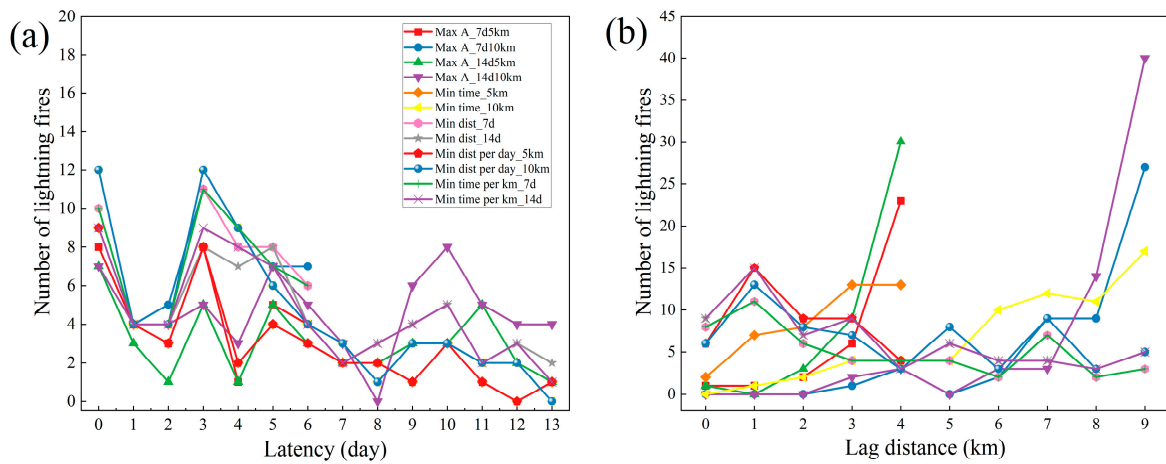 (a)
Number of lightning fires
20
18
16
14
12
10
8
6
4
2
0
0 1 2 3 4 5 6 7 8 9 10 11 12 13
Latency (day)
Max A_7d5km
Max A_7d10km
Max A_14d5km
Max A_14d10km
Min time_5km
Min time_10km
Min dist_7d
Min dist_14d
Min dist per day_5km
Min dist per day_10km
Min time per km_7d
Min time per km_14d
(b)
Number of lightning fires
45
40
35
30
25
20
15
10
5
0
0 1 2 3 4 5 6 7 8 9
Lag distance (km)